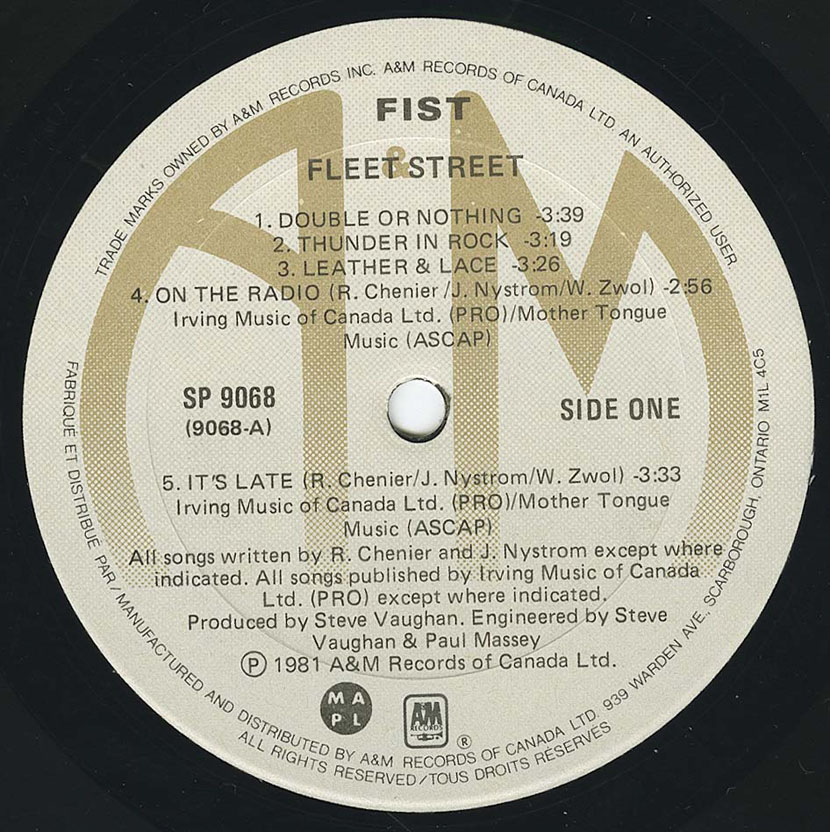 TRADE MARKS OWNED BY A&M RECORDS INC. A&M RECORDS OF CANADA LTD. AN AUTHORIZED USER.
FIST
FLEET STREET
&
1. DOUBLE OR NOTHING -3:39
2. THUNDER IN ROCK -3:19
3. LEATHER & LACE -3:26
4. ON THE RADIO (R. Chenier/J. Nystrom/W. Zwol) -2:56
Irving Music of Canada Ltd. (PRO)/Mother Tongue
Music (ASCAP)
SP 9068
(9068-A)
SIDE ONE
5. IT'S LATE (R. Chenier/J. Nystrom/W. Zwol) -3:33
Irving Music of Canada Ltd. (PRO)/Mother Tongue
Music (ASCAP)
All songs written by R. Chenier and J. Nystrom except where
indicated. All songs published by Irving Music of Canada
Ltd. (PRO) except where indicated.
Produced by Steve Vaughan. Engineered by Steve
Vaughan & Paul Massey
Ⓟ 1981 A&M Records of Canada Ltd.
M A
P L
A&M
RECORDS
®
FABRIQUÉ ET DISTRIBUÉ PAR / MANUFACTURED AND DISTRIBUTED BY A&M RECORDS OF CANADA LTD. 939 WARDEN AVE., SCARBOROUGH, ONTARIO M1L 4C5
ALL RIGHTS RESERVED/TOUS DROITS RÉSERVÉS